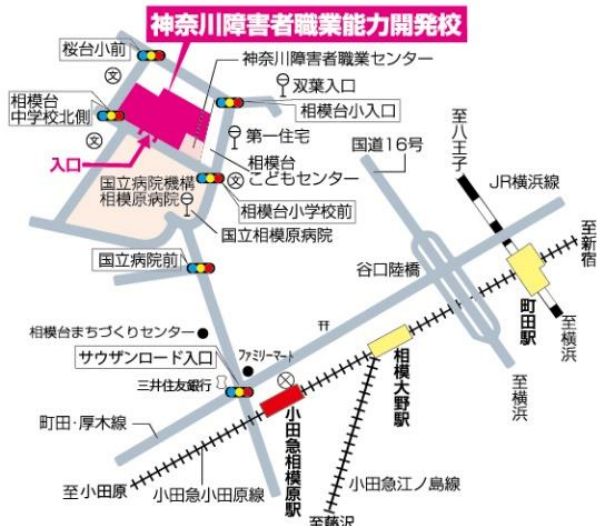 神奈川障害者職業能力開発校
桜台小前
神奈川障害者職業センター
文
双葉入口
相模台
中学校北側
相模台小入口
文
第一住宅
国道16号
至八王子
入口
相模台
こどもセンター
JR横浜線
国立病院機構
相模原病院
文
相模台小学校前
至新宿
国立相模原病院
谷口陸橋
国立病院前
町田駅
相模台まちづくりセンター
至横浜
サウザンロード入口
ファミリーマート
相模大野駅
三井住友銀行
至横浜
町田・厚木線
小田急相模原駅
至小田原
小田急小田原線
小田急江ノ島線
至藤沢